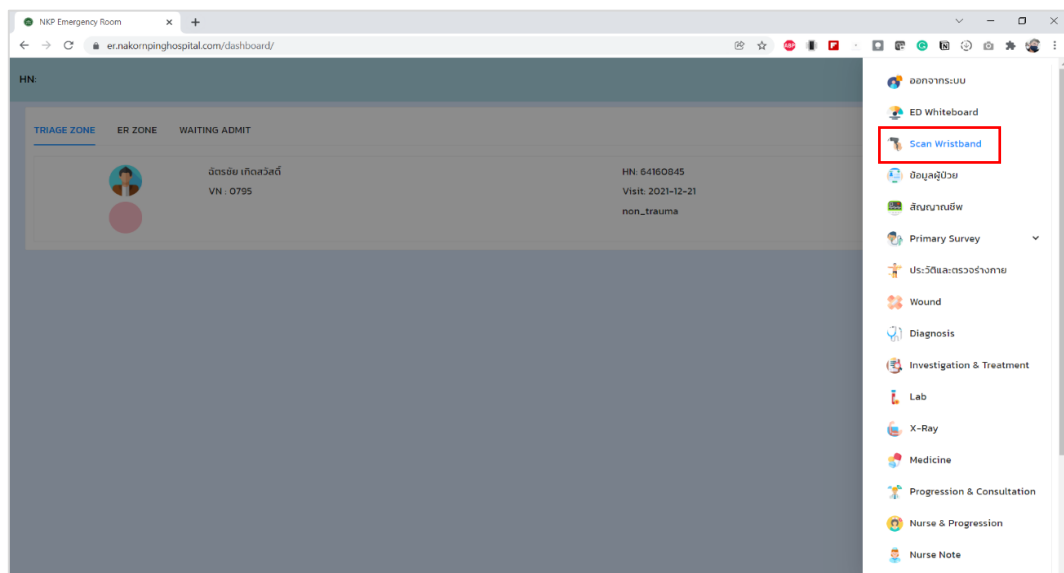 NKP Emergency Room
er.nakornpinghospital.com/dashboard/
HN:
TRIAGE ZONE ER ZONE WAITING ADMIT
ฉัตรชัย เกิดสวัสดิ์ HN: 64160845
VN : 0795 Visit: 2021-12-21
non_trauma
ออกจากระบบ
ED Whiteboard
Scan Wristband
ข้อมูลผู้ป่วย
สัญญาณชีพ
Primary Survey
ประวัติและตรวจร่างกาย
Wound
Diagnosis
Investigation & Treatment
Lab
X-Ray
Medicine
Progression & Consultation
Nurse & Progression
Nurse Note